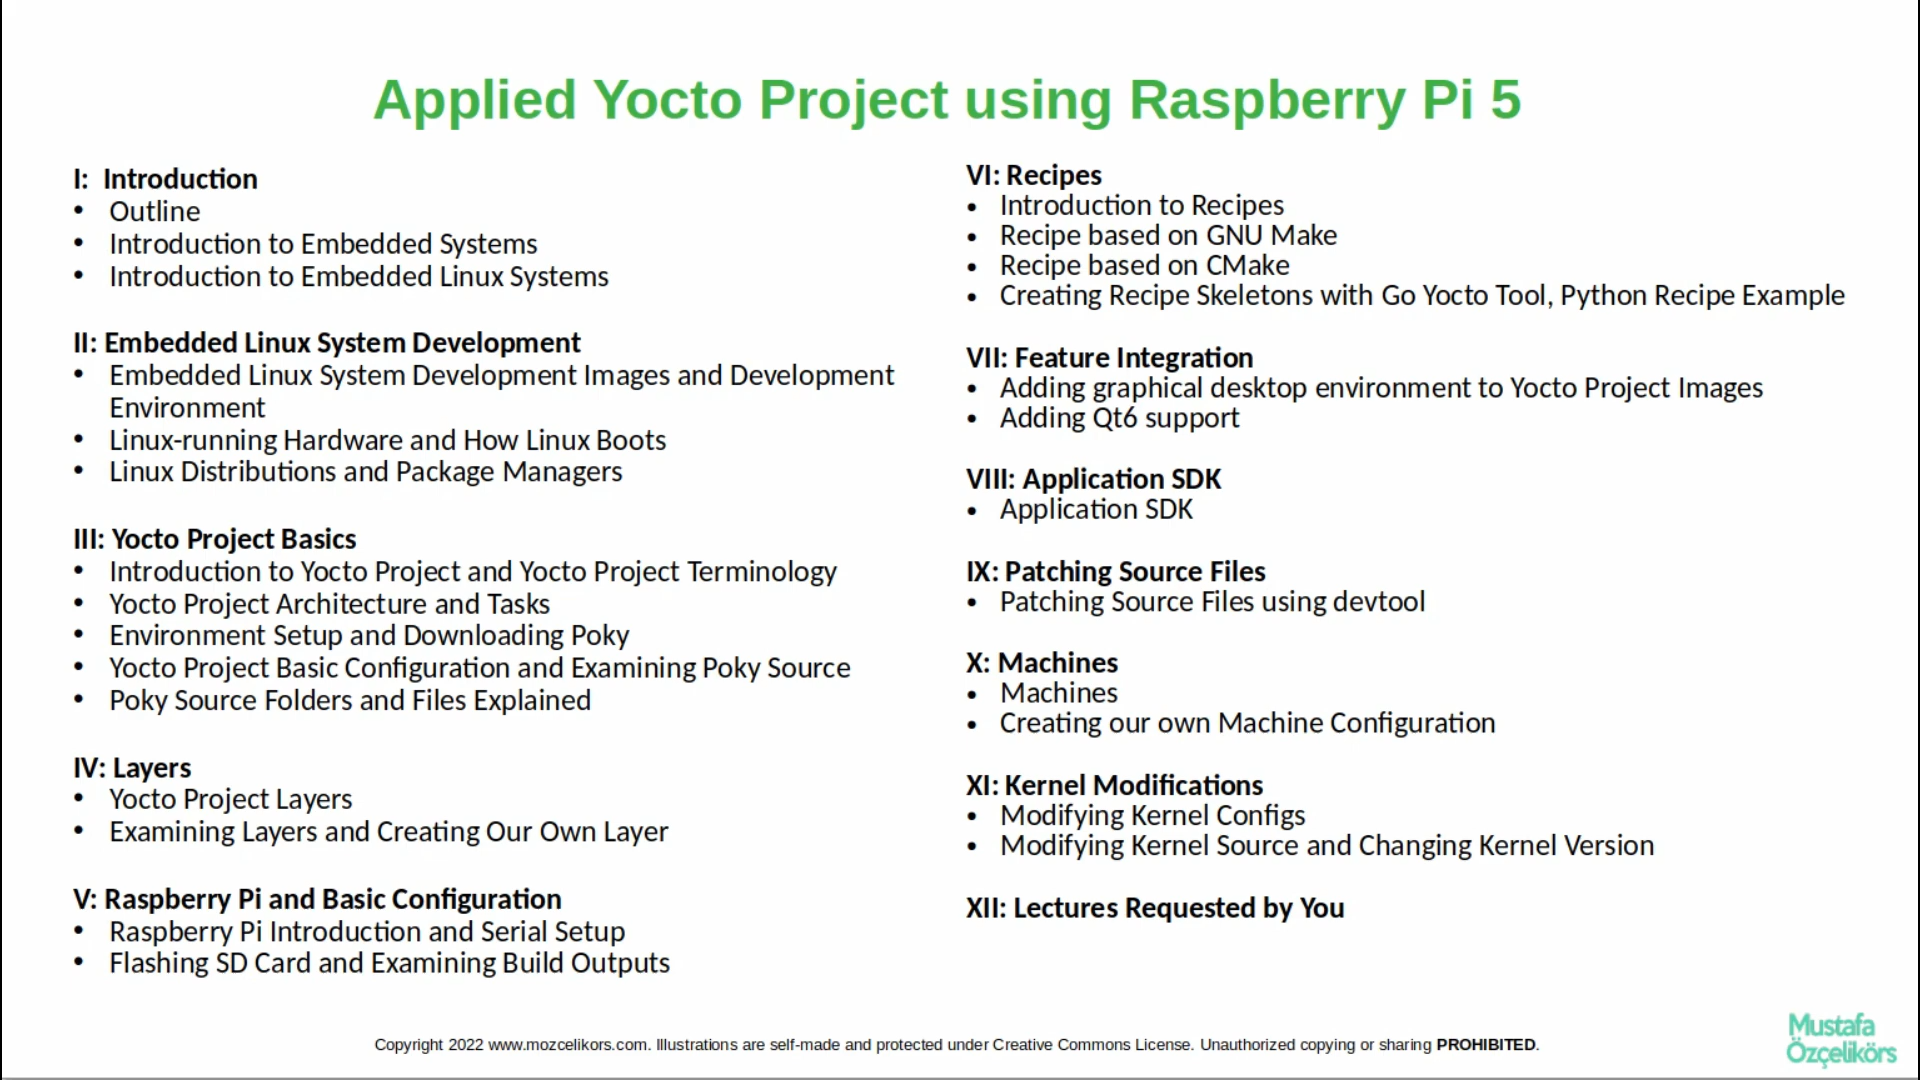 Applied Yocto Project using Raspberry Pi 5
I: Introduction
• Outline
• Introduction to Embedded Systems
• Introduction to Embedded Linux Systems
II: Embedded Linux System Development
• Embedded Linux System Development Images and Development
Environment
• Linux-running Hardware and How Linux Boots
• Linux Distributions and Package Managers
III: Yocto Project Basics
• Introduction to Yocto Project and Yocto Project Terminology
• Yocto Project Architecture and Tasks
• Environment Setup and Downloading Poky
• Yocto Project Basic Configuration and Examining Poky Source
• Poky Source Folders and Files Explained
IV: Layers
• Yocto Project Layers
• Examining Layers and Creating Our Own Layer
V: Raspberry Pi and Basic Configuration
• Raspberry Pi Introduction and Serial Setup
• Flashing SD Card and Examining Build Outputs
VI: Recipes
• Introduction to Recipes
• Recipe based on GNU Make
• Recipe based on CMake
• Creating Recipe Skeletons with Go Yocto Tool, Python Recipe Example
VII: Feature Integration
• Adding graphical desktop environment to Yocto Project Images
• Adding Qt6 support
VIII: Application SDK
• Application SDK
IX: Patching Source Files
• Patching Source Files using devtool
X: Machines
• Machines
• Creating our own Machine Configuration
XI: Kernel Modifications
• Modifying Kernel Configs
• Modifying Kernel Source and Changing Kernel Version
XII: Lectures Requested by You
Copyright 2022 www.mozcelikors.com. Illustrations are self-made and protected under Creative Commons License. Unauthorized copying or sharing PROHIBITED.
Mustafa
Özçelikörs